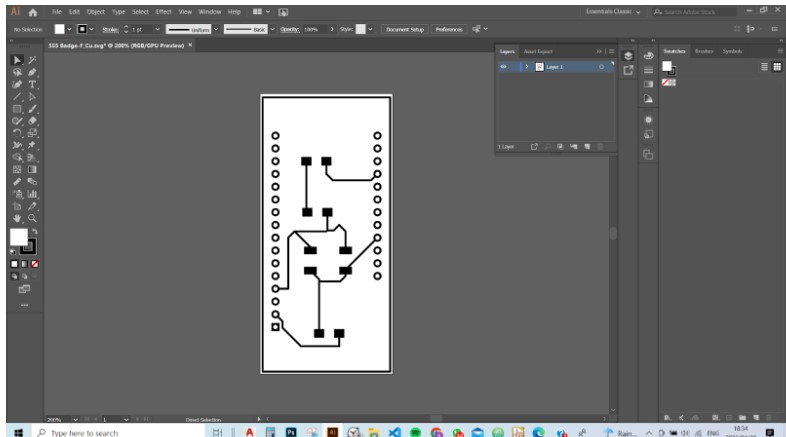 Ai File Edit Object Type Select Effect View Window Help Essentials Classic Search Adobe Stock
No Selection Stroke: 1 pt Uniform Basic Opacity: 100% Style: Document Setup Preferences
555 Badge-F_Cu.svg* @ 200% (RGB/GPU Preview) ×
Layers Asset Export
Layer 1
1 Layer
Swatches Brushes Symbols
200% 1 Direct Selection
Type here to search
Rain... ENG 18:34